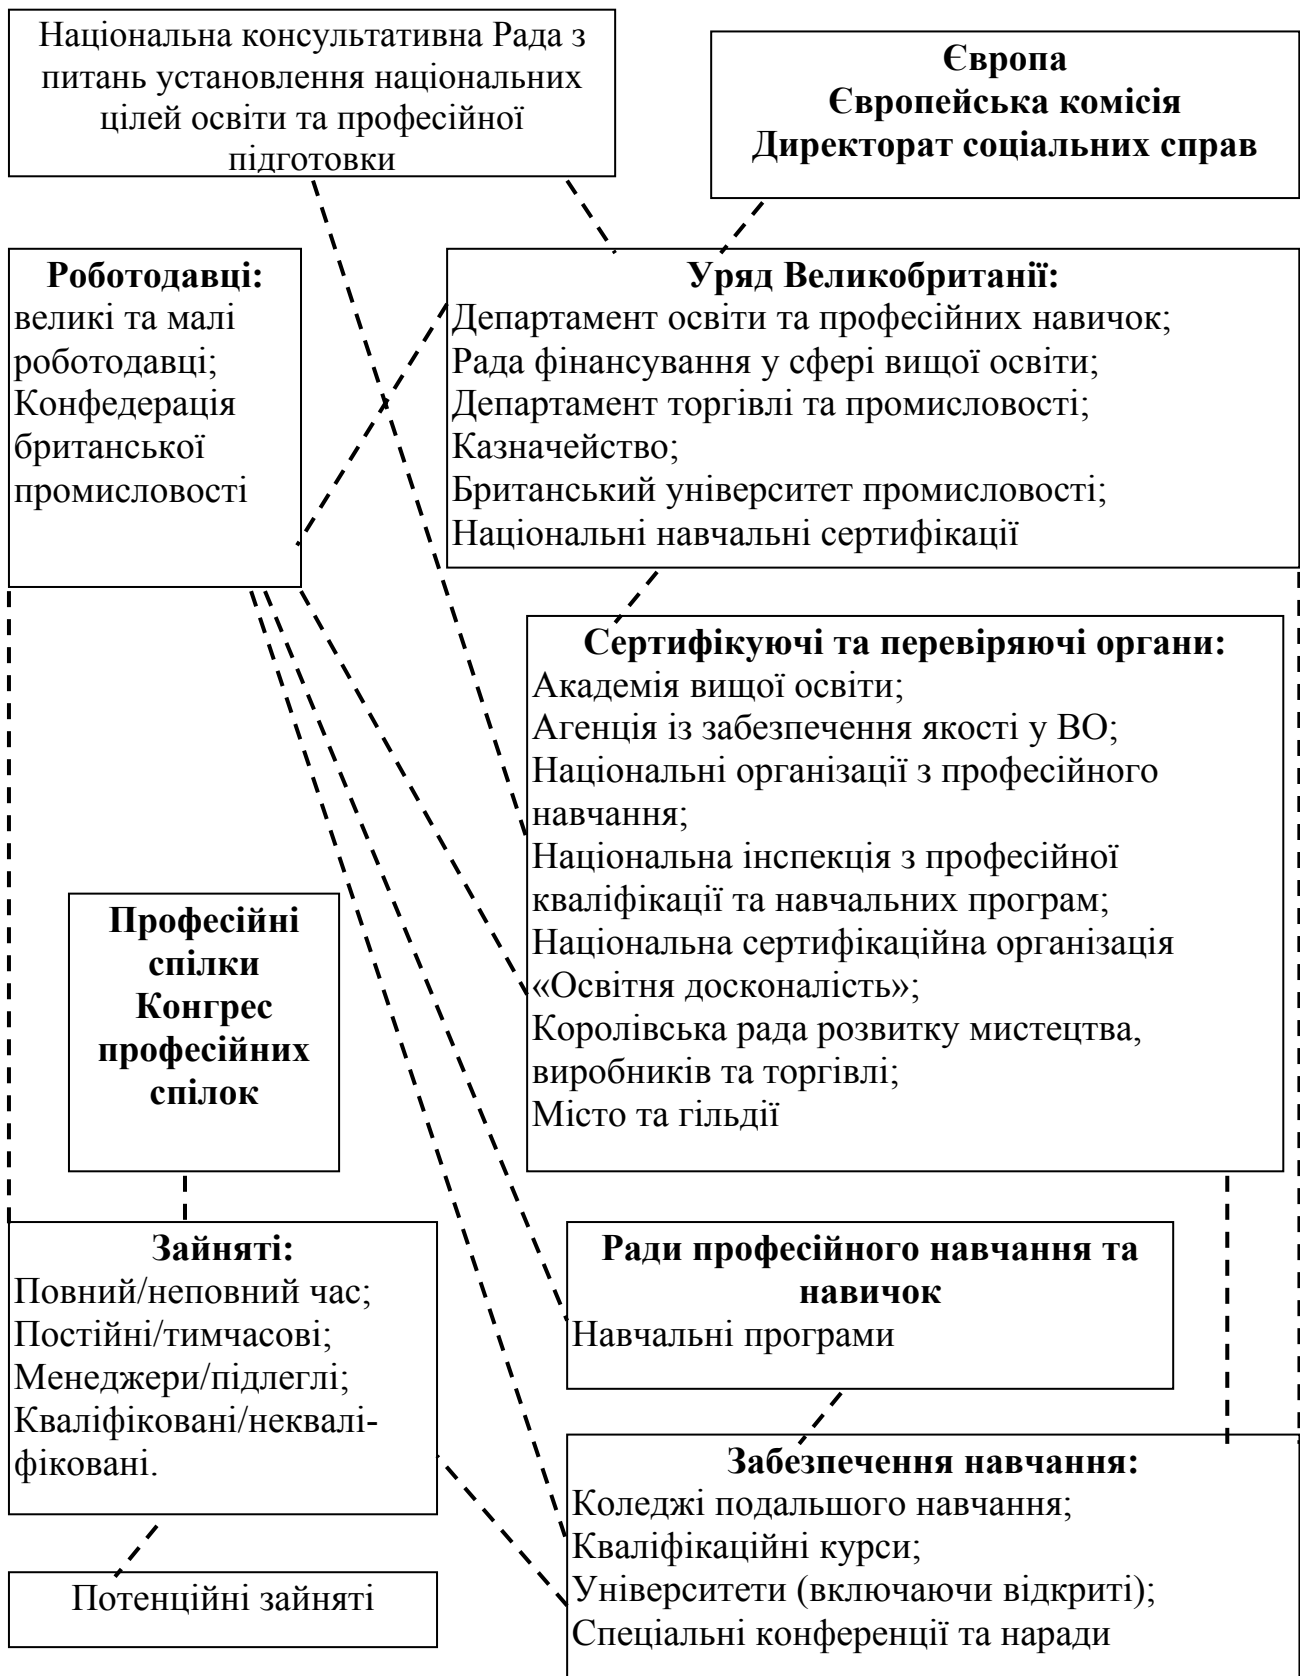 Національна консультативна Рада з
питань установлення національних
цілей освіти та професійної
підготовки
Європа
Європейська комісія
Директорат соціальних справ
Роботодавці:
великі та малі
роботодавці;
Конфедерація
британської
промисловості
Уряд Великобританії:
Департамент освіти та професійних навичок;
Рада фінансування у сфері вищої освіти;
Департамент торгівлі та промисловості;
Казначейство;
Британський університет промисловості;
Національні навчальні сертифікації
Сертифікуючі та перевіряючі органи:
Академія вищої освіти;
Агенція із забезпечення якості у ВО;
Національні організації з професійного
навчання;
Національна інспекція з професійної
кваліфікації та навчальних програм;
Національна сертифікаційна організація
«Освітня досконалість»;
Королівська рада розвитку мистецтва,
виробників та торгівлі;
Місто та гільдії
Професійні
спілки
Конгрес
професійних
спілок
Зайняті:
Повний/неповний час;
Постійні/тимчасові;
Менеджери/підлеглі;
Кваліфіковані/неквалі-
фіковані.
Ради професійного навчання та
навичок
Навчальні програми
Забезпечення навчання:
Коледжі подальшого навчання;
Кваліфікаційні курси;
Університети (включаючи відкриті);
Спеціальні конференції та наради
Потенційні зайняті